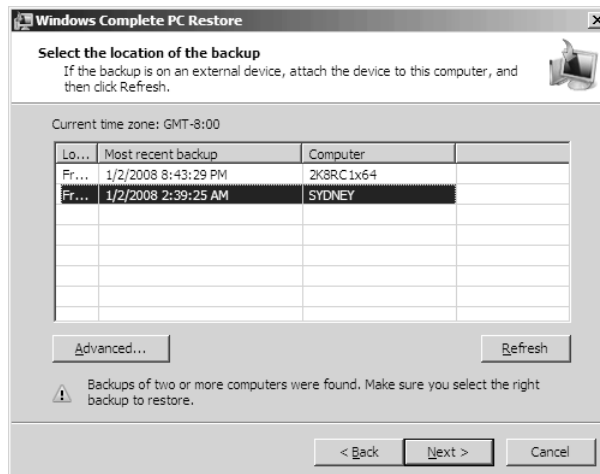 Windows Complete PC Restore
Select the location of the backup
If the backup is on an external device, attach the device to this computer, and
then click Refresh.
Current time zone: GMT-8:00
Lo... Most recent backup Computer
Fr... 1/2/2008 8:43:29 PM 2K8RC1x64
Fr... 1/2/2008 2:39:25 AM SYDNEY
Advanced... Refresh
Backups of two or more computers were found. Make sure you select the right
backup to restore.
< Back Next > Cancel